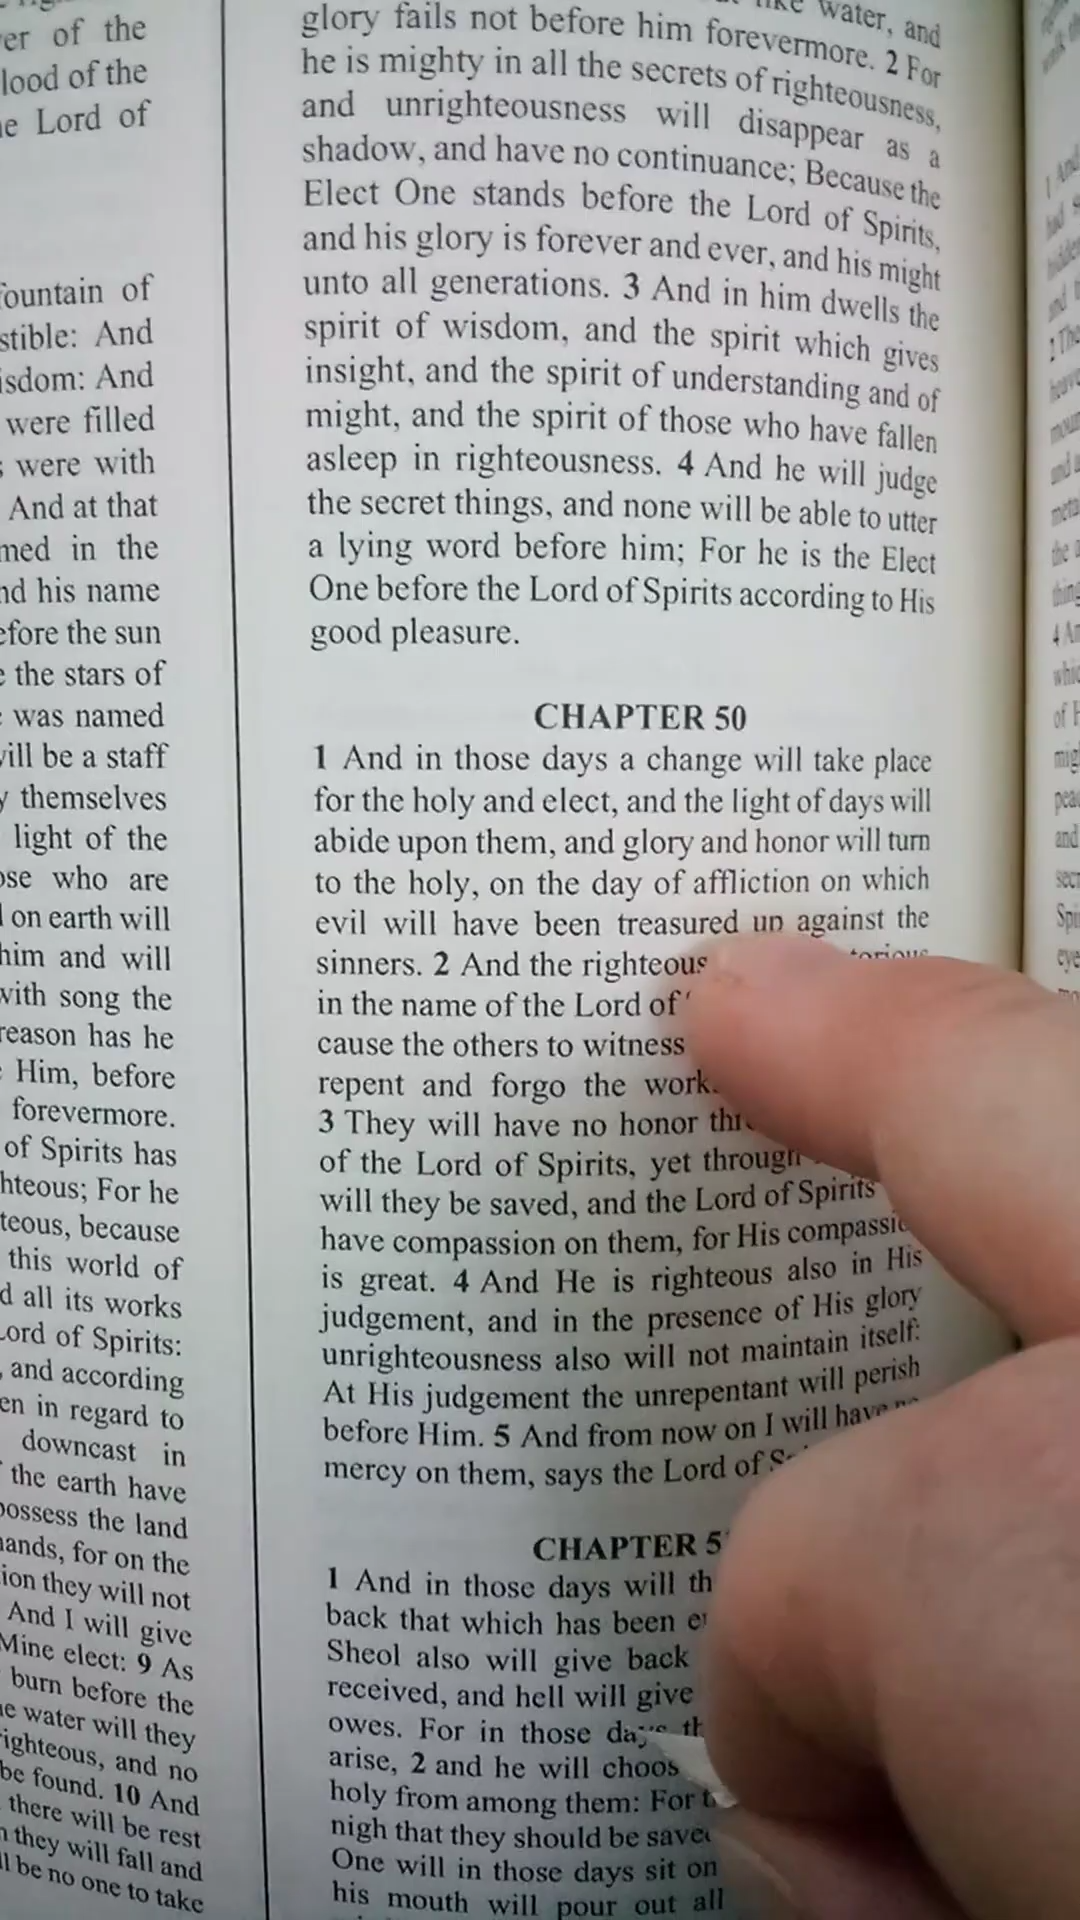 er of the
lood of the
Lord of
fountain of
stible: And
isdom: And
were filled
were with
And at that
med in the
nd his name
efore the sun
the stars of
was named
will be a staff
themselves
light of the
ose who are
on earth will
him and will
with song the
reason has he
Him, before
forevermore.
of Spirits has
hteous; For he
teous, because
this world of
d all its works
Lord of Spirits:
and according
en in regard to
downcast in
the earth have
possess the land
hands, for on the
ion they will not
And I will give
Mine elect: 9 As
burn before the
water will they
righteous, and no
be found. 10 And
there will be rest
they will fall and
ll be no one to take
like water, and
glory fails not before him forevermore. 2 For
he is mighty in all the secrets of righteousness,
and unrighteousness will disappear as a
shadow, and have no continuance; Because the
Elect One stands before the Lord of Spirits,
and his glory is forever and ever, and his might
unto all generations. 3 And in him dwells the
spirit of wisdom, and the spirit which gives
insight, and the spirit of understanding and of
might, and the spirit of those who have fallen
asleep in righteousness. 4 And he will judge
the secret things, and none will be able to utter
a lying word before him; For he is the Elect
One before the Lord of Spirits according to His
good pleasure.
CHAPTER 50
1 And in those days a change will take place
for the holy and elect, and the light of days will
abide upon them, and glory and honor will turn
to the holy, on the day of affliction on which
evil will have been treasured up against the
sinners. 2 And the righteous
in the name of the Lord of
cause the others to witness
repent and forgo the work
3 They will have no honor
of the Lord of Spirits, yet through
will they be saved, and the Lord of Spirits
have compassion on them, for His compassi
is great. 4 And He is righteous also in His
judgement, and in the presence of His glory
unrighteousness also will not maintain itself:
At His judgement the unrepentant will perish
before Him. 5 And from now on I will have no
mercy on them, says the Lord of
CHAPTER 5
1 And in those days will th
back that which has been
Sheol also will give back
received, and hell will give
owes. For in those days th
arise, 2 and he will choos
holy from among them: For
nigh that they should be save
One will in those days sit on
his mouth will pour out all